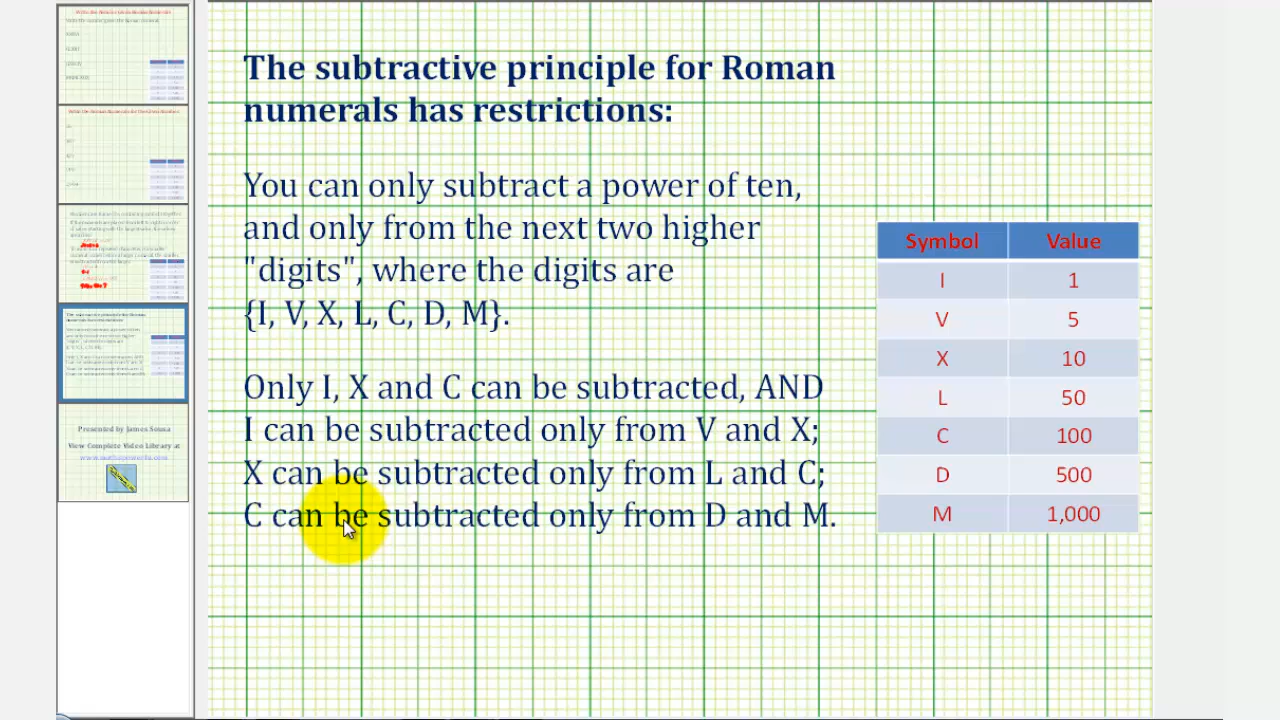 The subtractive principle for Roman
numerals has restrictions:
You can only subtract a power of ten,
and only from the next two higher
"digits", where the digits are
{I, V, X, L, C, D, M}.
Only I, X and C can be subtracted, AND
I can be subtracted only from V and X;
X can be subtracted only from L and C;
C can be subtracted only from D and M.
Symbol Value
I 1
V 5
X 10
L 50
C 100
D 500
M 1,000
Presented by James Sousa
View Complete Video Library at